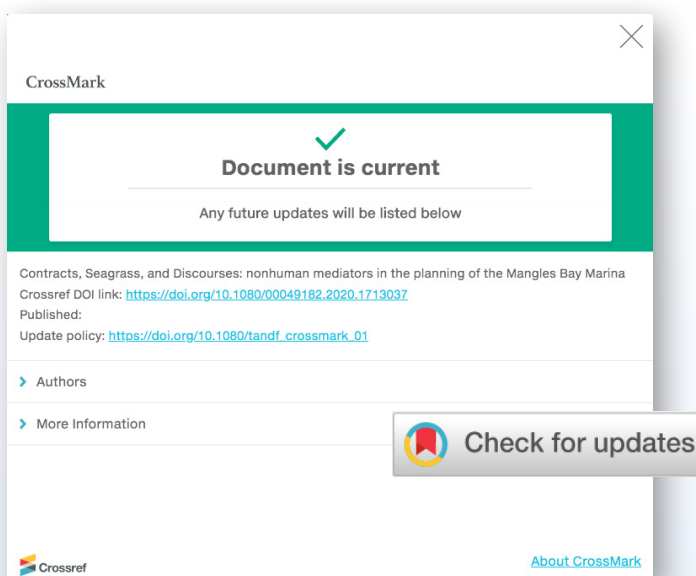 CrossMark
Document is current
Any future updates will be listed below
Contracts, Seagrass, and Discourses: nonhuman mediators in the planning of the Mangles Bay Marina
Crossref DOI link: https://doi.org/10.1080/00049182.2020.1713037
Published:
Update policy: https://doi.org/10.1080/tandf_crossmark_01
Authors
More Information
Check for updates
Crossref
About CrossMark